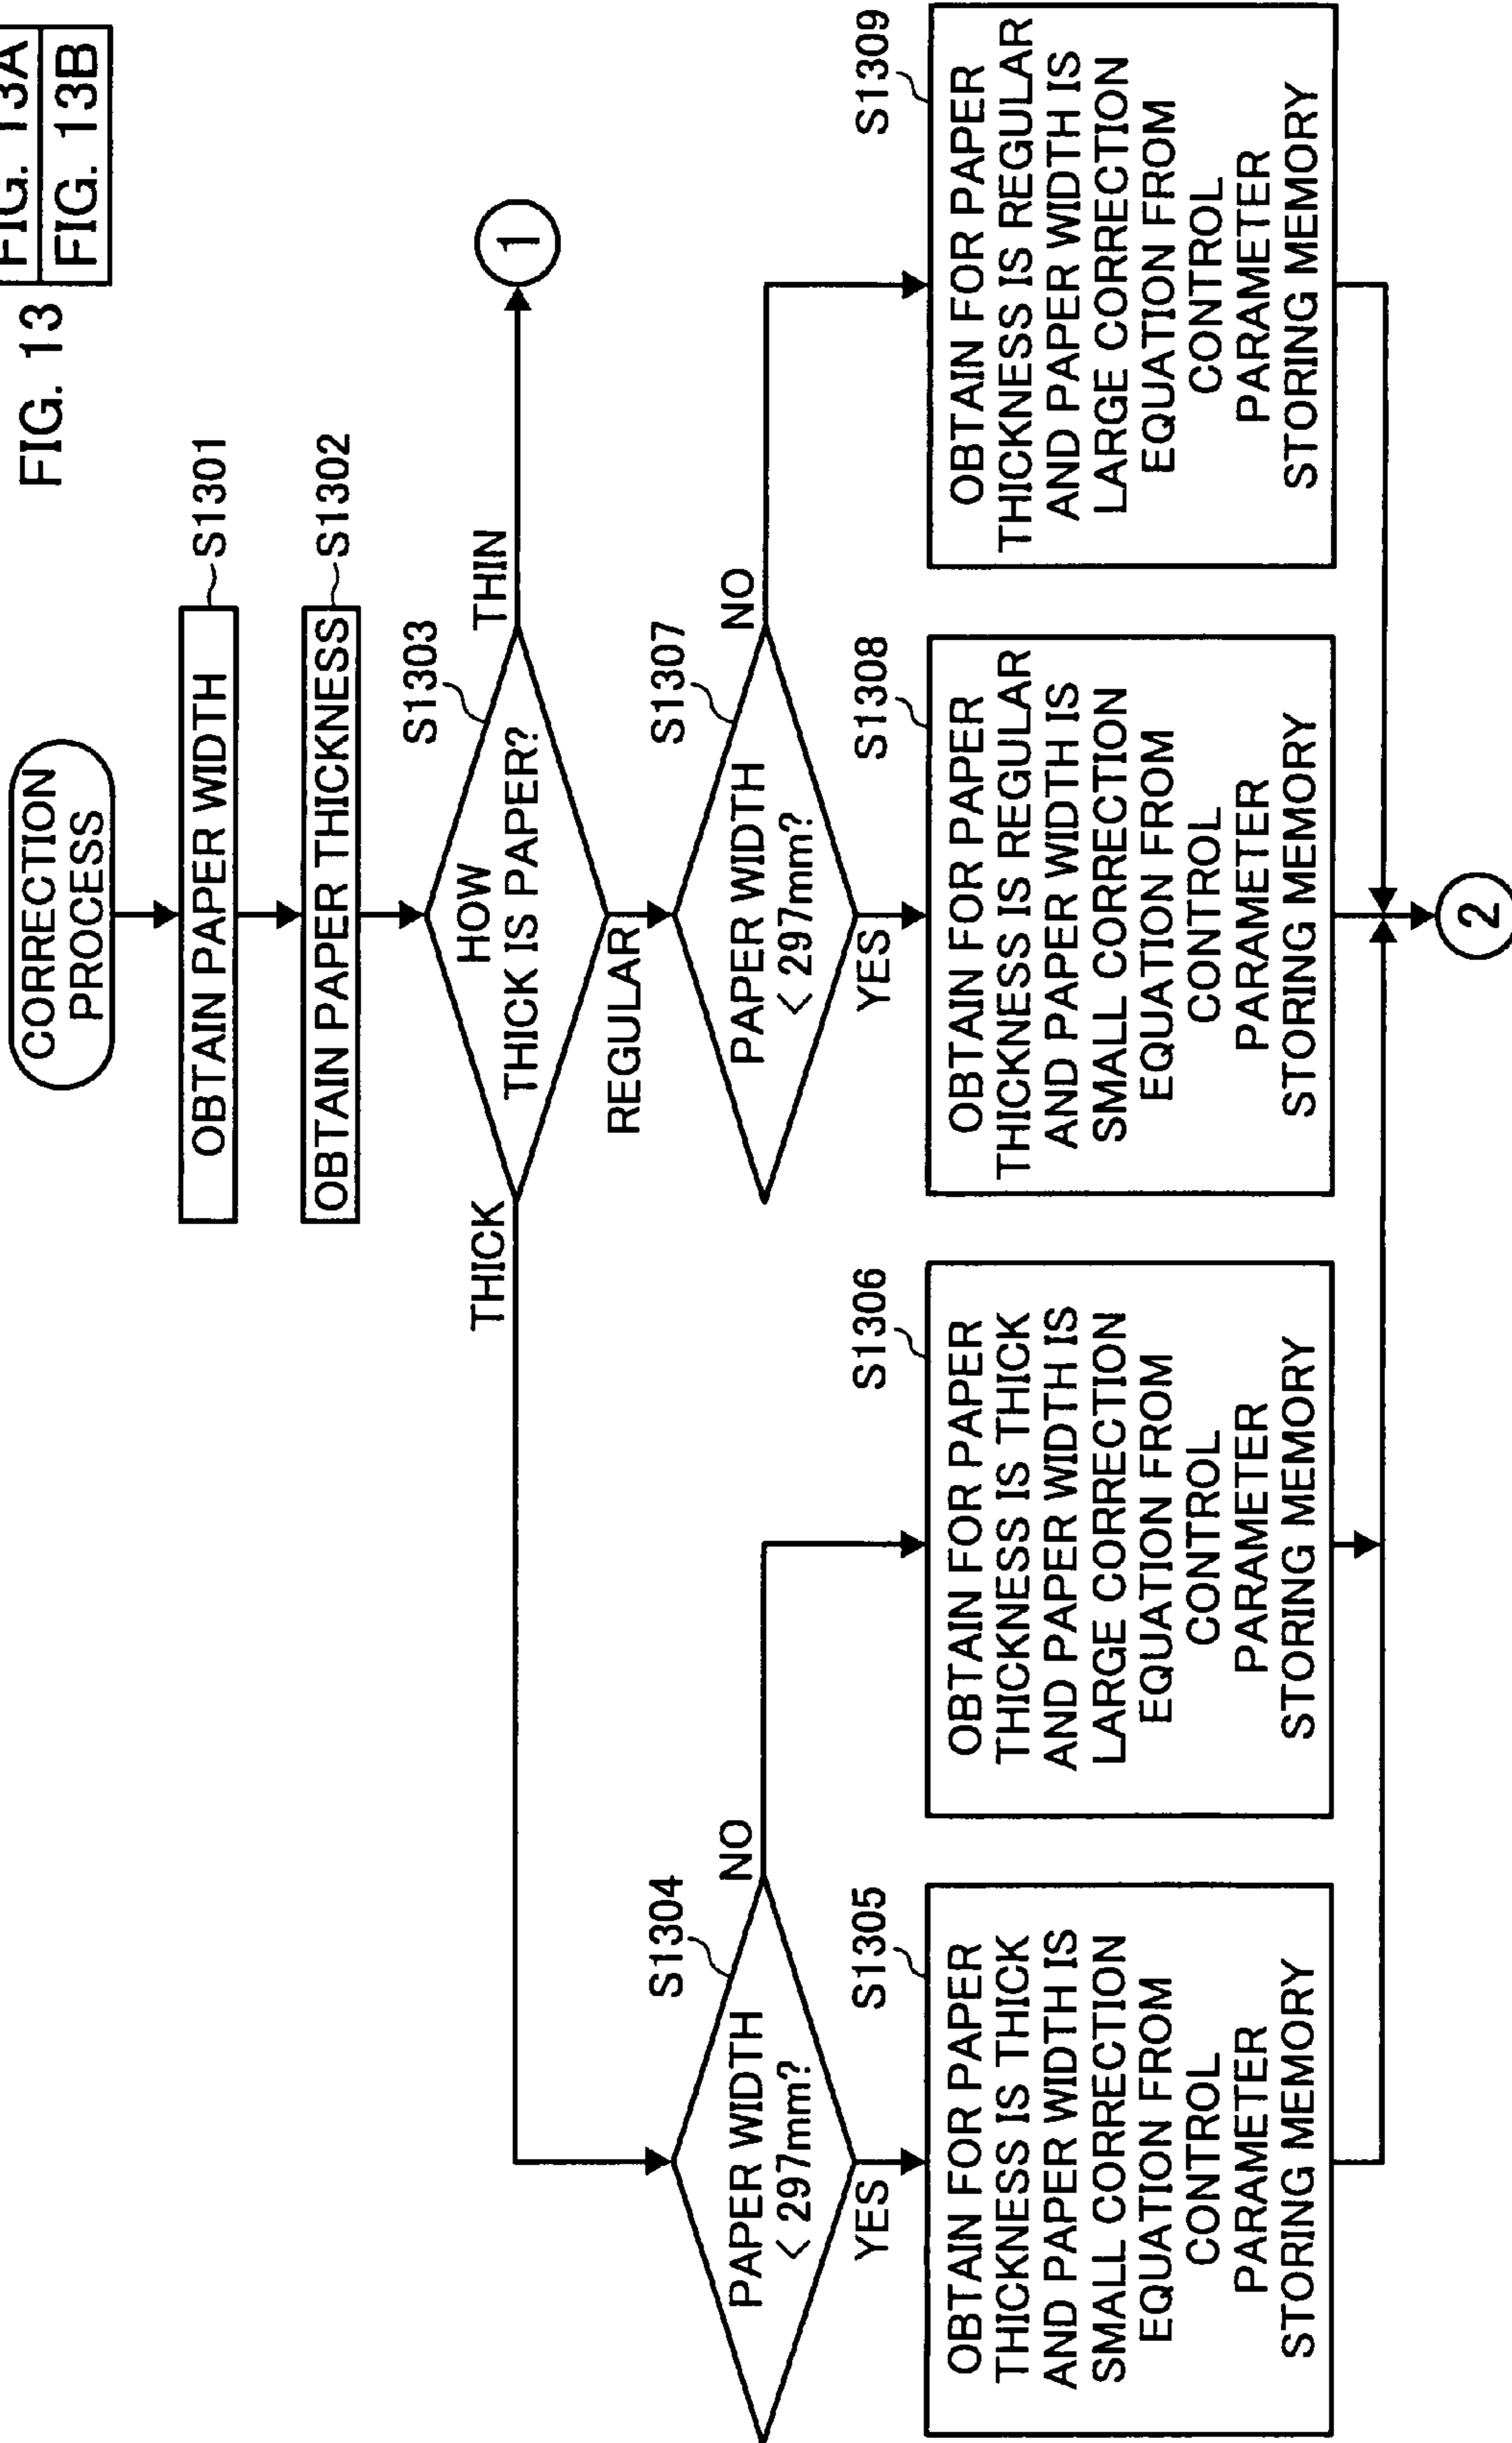 FIG. 13
FIG. 13A
FIG. 13B
CORRECTION
PROCESS
OBTAIN PAPER WIDTH
S1301
OBTAIN PAPER THICKNESS
S1302
S1303
HOW
THICK IS PAPER?
THICK
THIN
REGULAR
1
S1304
PAPER WIDTH
< 297mm?
NO
YES
S1307
PAPER WIDTH
< 297mm?
NO
YES
S1305
OBTAIN FOR PAPER
THICKNESS IS THICK
AND PAPER WIDTH IS
SMALL CORRECTION
EQUATION FROM
CONTROL
PARAMETER
STORING MEMORY
S1306
OBTAIN FOR PAPER
THICKNESS IS THICK
AND PAPER WIDTH IS
LARGE CORRECTION
EQUATION FROM
CONTROL
PARAMETER
STORING MEMORY
S1308
OBTAIN FOR PAPER
THICKNESS IS REGULAR
AND PAPER WIDTH IS
SMALL CORRECTION
EQUATION FROM
CONTROL
PARAMETER
STORING MEMORY
S1309
OBTAIN FOR PAPER
THICKNESS IS REGULAR
AND PAPER WIDTH IS
LARGE CORRECTION
EQUATION FROM
CONTROL
PARAMETER
STORING MEMORY
2